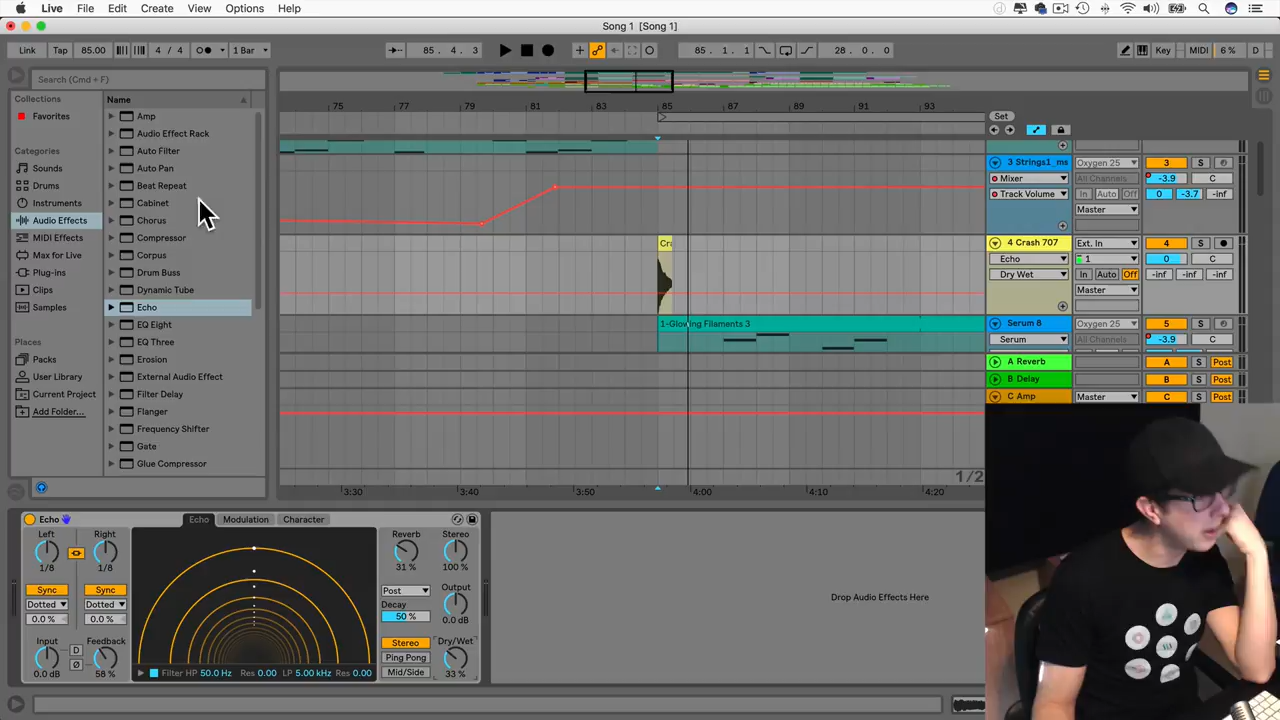 Live File Edit Create View Options Help
Song 1 [Song 1]
Link Tap 85.00 4 / 4 1 Bar 85. 4. 3 85. 1. 1 28. 0. 0 Key MIDI 6 % D
Search (Cmd + F)
Collections
Favorites
Categories
Sounds
Drums
Instruments
Audio Effects
MIDI Effects
Max for Live
Plug-ins
Clips
Samples
Places
Packs
User Library
Current Project
Add Folder...
Name
Amp
Audio Effect Rack
Auto Filter
Auto Pan
Beat Repeat
Cabinet
Chorus
Compressor
Corpus
Drum Buss
Dynamic Tube
Echo
EQ Eight
EQ Three
Erosion
External Audio Effect
Filter Delay
Flanger
Frequency Shifter
Gate
Glue Compressor
75 77 79 81 83 85 87 89 91 93
Set
3 Strings1_ms Oxygen 25 3 S
Mixer All Channels -3.9 C
Track Volume In Auto Off 0 -3.7 -inf
Master
Cra
4 Crash 707 Ext. In 4 S
Echo 1 0 C
Dry Wet In Auto Off -inf -inf
Master
1-Glowing Filaments 3
Serum 8 Oxygen 25 5 S
Serum All Channels -3.9 C
A Reverb A S Post
B Delay B S Post
C Amp Master C S Post
1/2
3:30 3:40 3:50 4:00 4:10 4:20
Echo
Echo Modulation Character
Left Right
1/8 1/8
Sync Sync
Dotted Dotted
0.0 % 0.0 %
Input D Feedback
Ø
0.0 dB 58 %
Filter HP 50.0 Hz Res 0.00 LP 5.00 kHz Res 0.00
Reverb Stereo
31 % 100 %
Post Output
Decay
50 % 0.0 dB
Stereo Dry/Wet
Ping Pong
Mid/Side 33 %
Drop Audio Effects Here